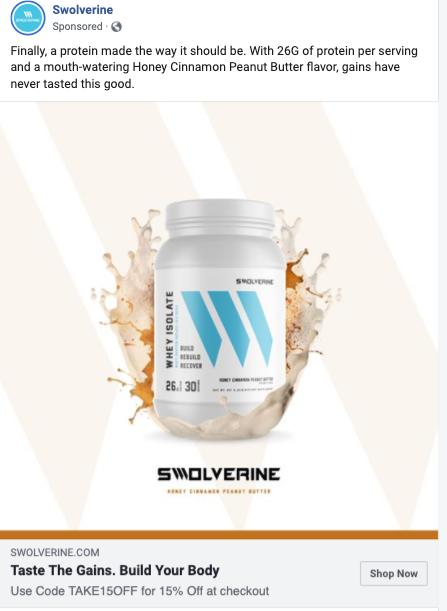 Swolverine
Sponsored ·
Finally, a protein made the way it should be. With 26G of protein per serving
and a mouth-watering Honey Cinnamon Peanut Butter flavor, gains have
never tasted this good.
SWOLVERINE
WHEY ISOLATE
BUILD
REBUILD
RECOVER
26
30
HONEY CINNAMON PEANUT BUTTER
SWOLVERINE
HONEY CINNAMON PEANUT BUTTER
SWOLVERINE.COM
Taste The Gains. Build Your Body
Use Code TAKE15OFF for 15% Off at checkout
Shop Now